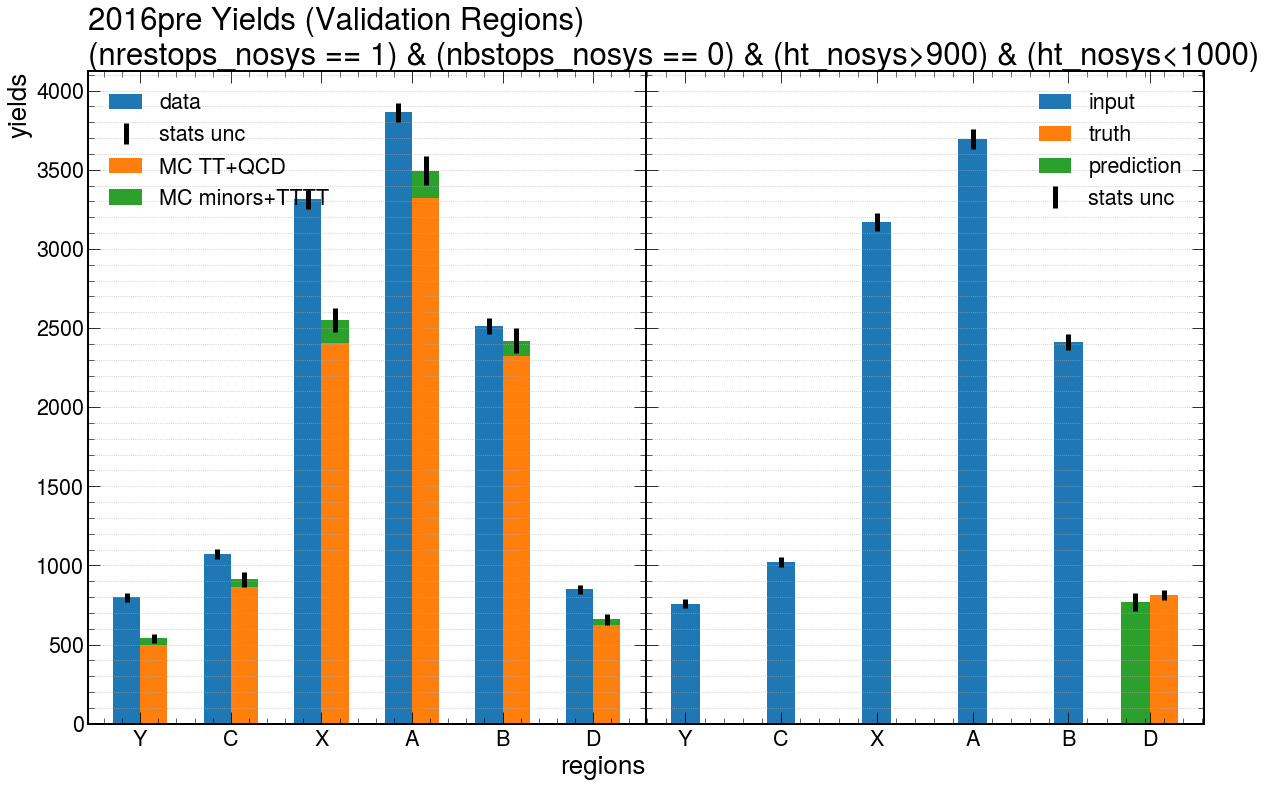 2016pre Yields (Validation Regions)
(nrestops_nosys == 1) & (nbstops_nosys == 0) & (ht_nosys>900) & (ht_nosys<1000)
yields
4000
3500
3000
2500
2000
1500
1000
500
0
data
stats unc
MC TT+QCD
MC minors+TTTT
input
truth
prediction
stats unc
Y C X A B D
Y C X A B D
regions